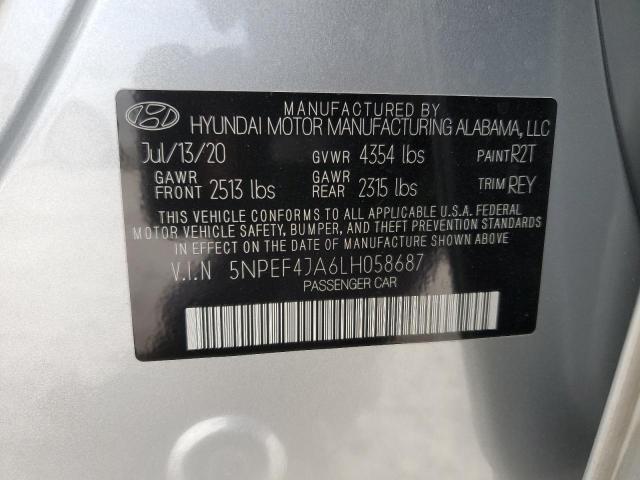 MANUFACTURED BY
HYUNDAI MOTOR MANUFACTURING ALABAMA, LLC
Jul/13/20 GVWR 4354 lbs PAINT R2T
GAWR FRONT 2513 lbs GAWR REAR 2315 lbs TRIM REY
THIS VEHICLE CONFORMS TO ALL APPLICABLE U.S.A. FEDERAL
MOTOR VEHICLE SAFETY, BUMPER, AND THEFT PREVENTION STANDARDS
IN EFFECT ON THE DATE OF MANUFACTURE SHOWN ABOVE.
V.I.N 5NPEF4JA6LH058687
PASSENGER CAR